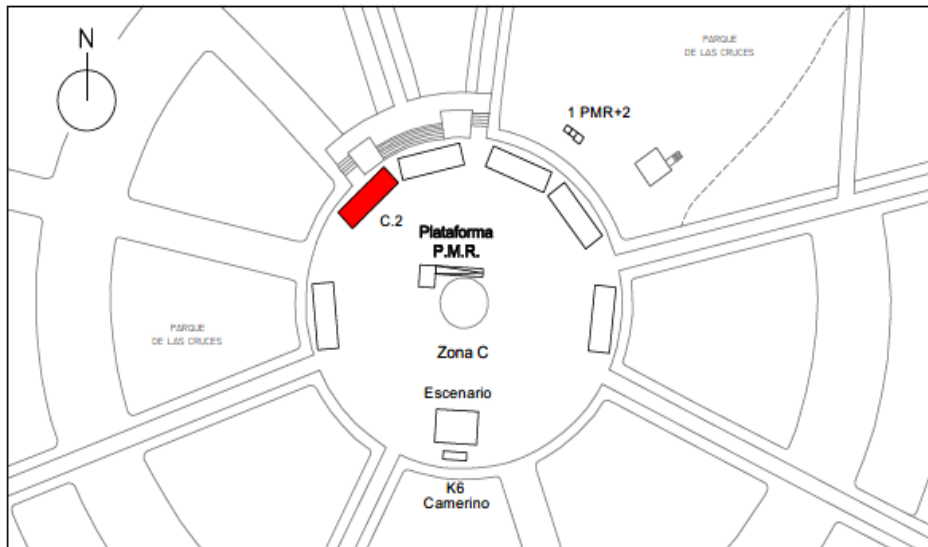 N
PARQUE
DE LAS CRUCES
1 PMR+2
C.2
Plataforma
P.M.R.
PARQUE
DE LAS CRUCES
Zona C
Escenario
K6
Camerino